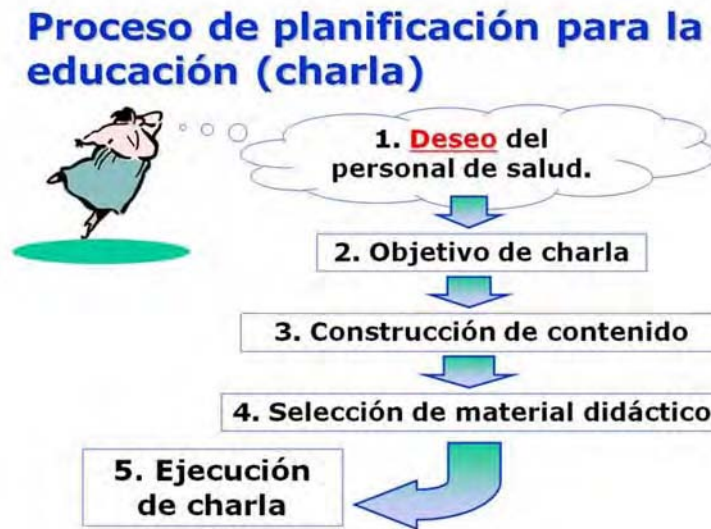 Proceso de planificación para la
educación (charla)
1. Deseo del
personal de salud.
2. Objetivo de charla
3. Construcción de contenido
4. Selección de material didáctico
5. Ejecución
de charla